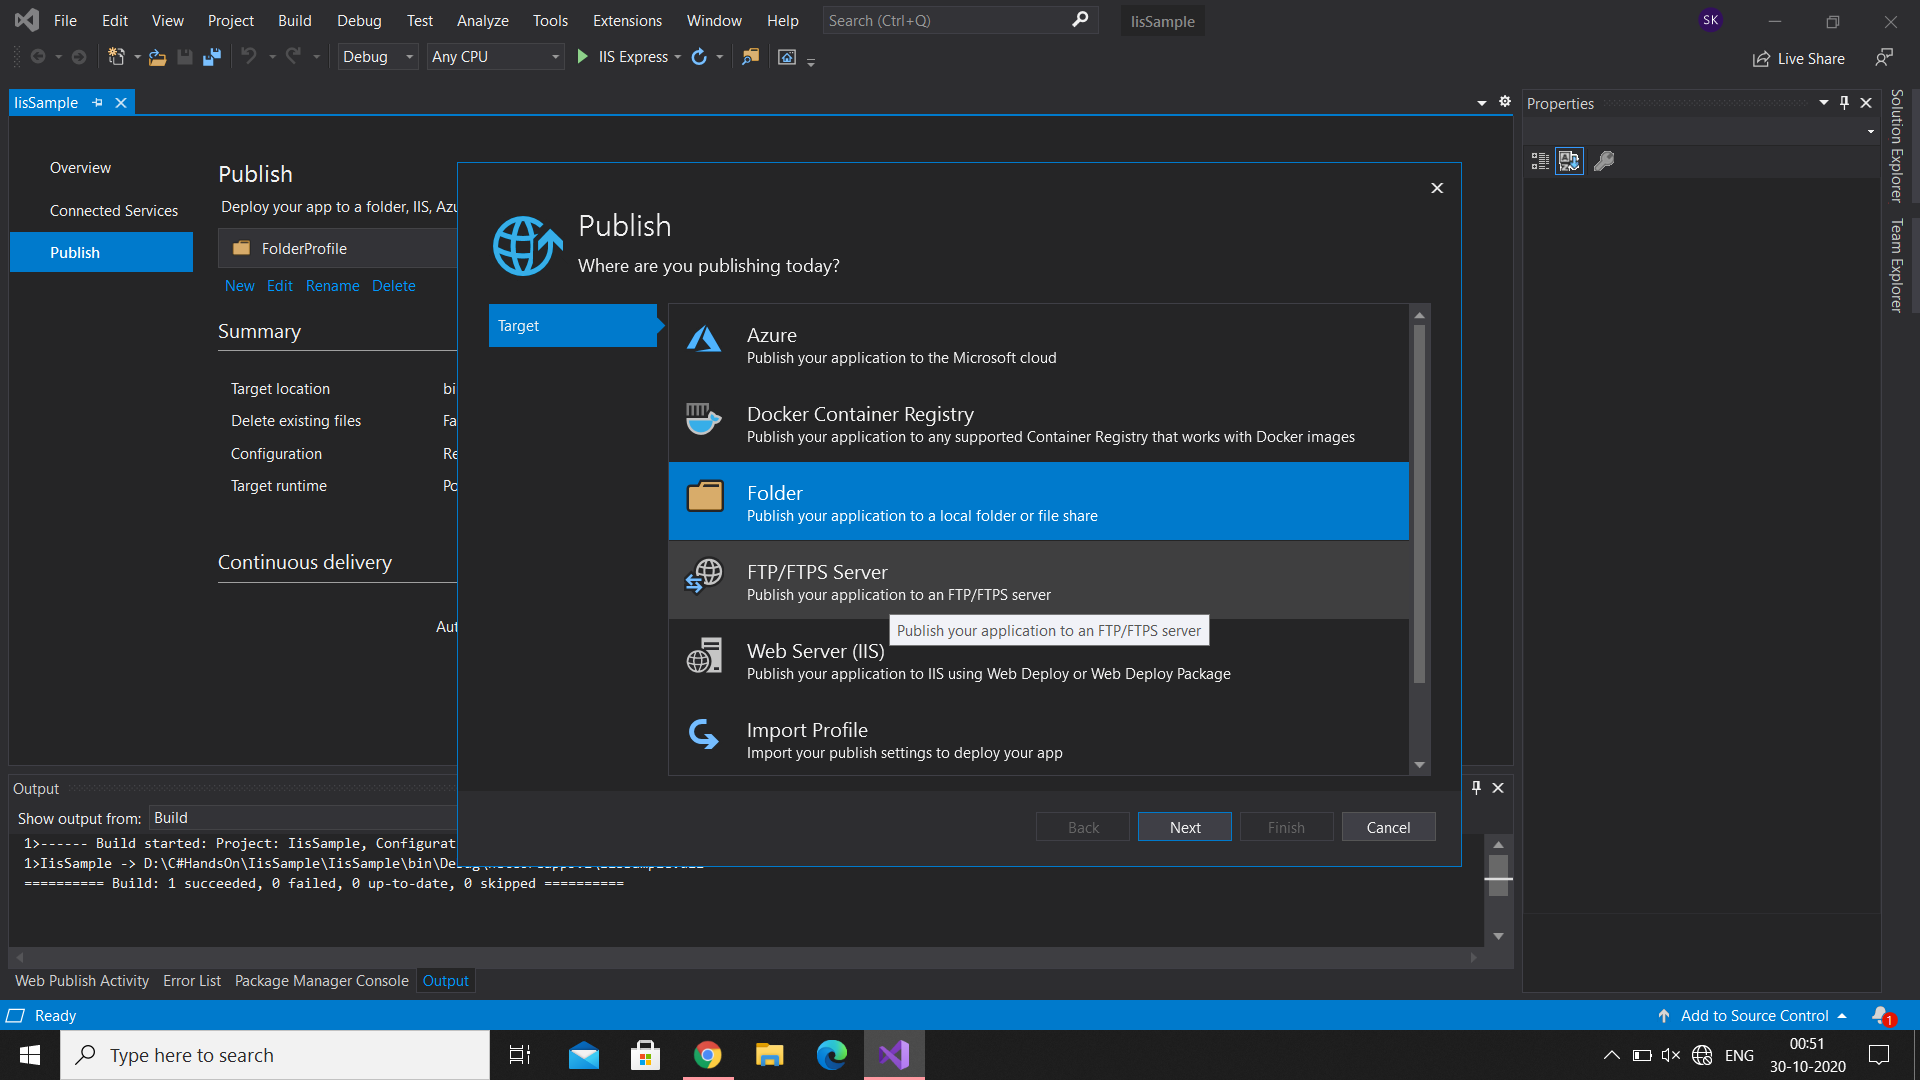 File Edit View Project Build Debug Test Analyze Tools Extensions Window Help Search (Ctrl+Q) IisSample SK
Debug Any CPU IIS Express Live Share
IisSample
Properties
Solution Explorer
Team Explorer
Overview
Connected Services
Publish
Publish
Deploy your app to a folder, IIS, Azu
FolderProfile
New Edit Rename Delete
Summary
Target location bi
Delete existing files Fa
Configuration Re
Target runtime Po
Continuous delivery
Aut
Publish
Where are you publishing today?
Target
Azure
Publish your application to the Microsoft cloud
Docker Container Registry
Publish your application to any supported Container Registry that works with Docker images
Folder
Publish your application to a local folder or file share
FTP/FTPS Server
Publish your application to an FTP/FTPS server
Publish your application to an FTP/FTPS server
Web Server (IIS)
Publish your application to IIS using Web Deploy or Web Deploy Package
Import Profile
Import your publish settings to deploy your app
Back Next Finish Cancel
Output
Show output from: Build
1>------ Build started: Project: IisSample, Configurat
1>IisSample -> D:\C#HandsOn\IisSample\IisSample\bin\De
========== Build: 1 succeeded, 0 failed, 0 up-to-date, 0 skipped ==========
Web Publish Activity Error List Package Manager Console Output
Ready Add to Source Control 1
Type here to search ENG 00:51
30-10-2020